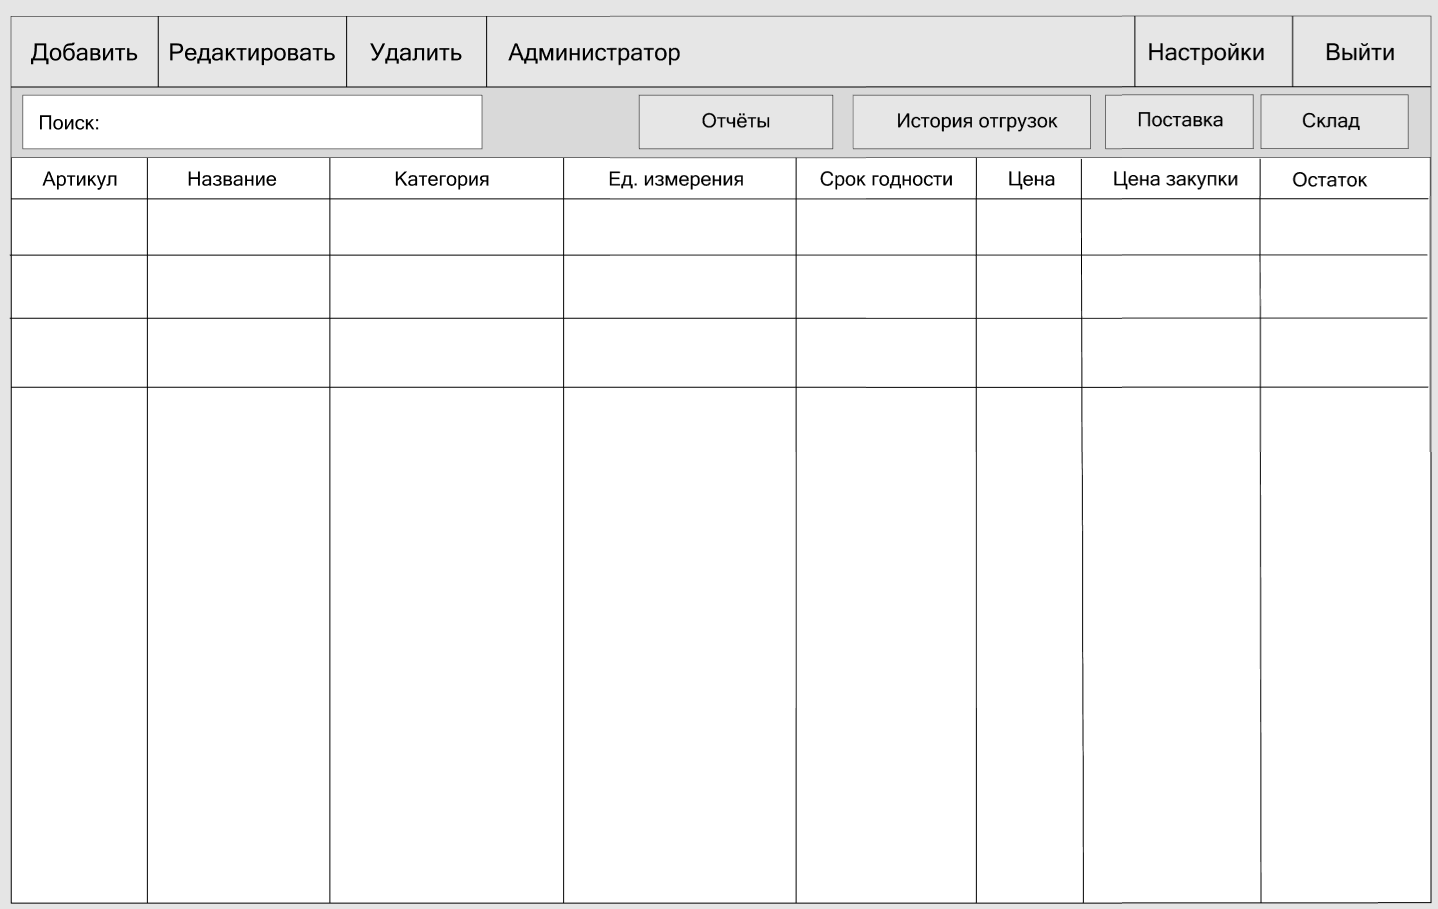 Добавить Редактировать Удалить Администратор Настройки Выйти
Поиск: Отчёты История отгрузок Поставка Склад
Артикул Название Категория Ед. измерения Срок годности Цена Цена закупки Остаток